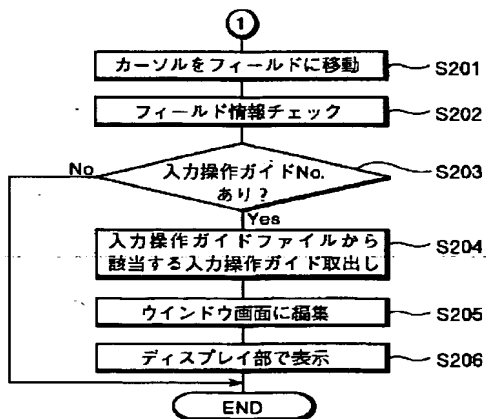 1
カーソルをフィールドに移動
S201
フィールド情報チェック
S202
入力操作ガイドNo.
あり?
S203
No
Yes
入力操作ガイドファイルから
該当する入力操作ガイド取出し
S204
ウインドウ画面に編集
S205
ディスプレイ部で表示
S206
END